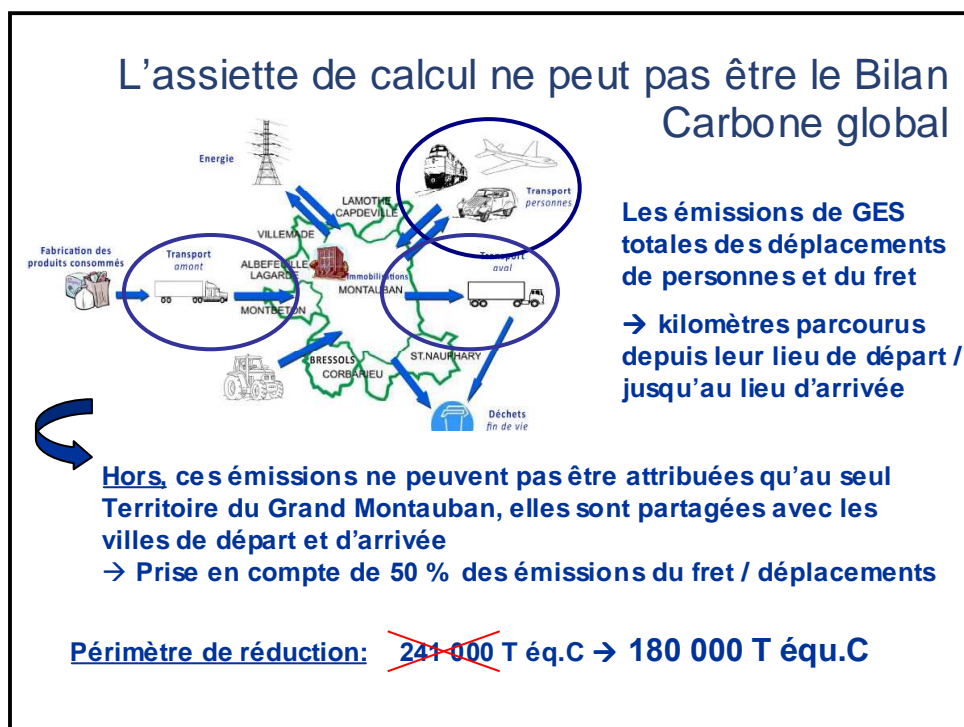 L'assiette de calcul ne peut pas être le Bilan
Carbone global
Energie
Transport
personnes
LAMOTHE
CAPDEVILLE
VILLEMADE
Fabrication des
produits consommés
Transport
amont
ALBEFEUILLE
LAGARDE
Immobilisations
MONTAUBAN
Transport
aval
MONTBETON
BRESSOLS
CORBARIEU
ST.NAUPHARY
Déchets
fin de vie
Les émissions de GES
totales des déplacements
de personnes et du fret
→ kilomètres parcourus
depuis leur lieu de départ /
jusqu'au lieu d'arrivée
Hors, ces émissions ne peuvent pas être attribuées qu'au seul
Territoire du Grand Montauban, elles sont partagées avec les
villes de départ et d'arrivée
→ Prise en compte de 50 % des émissions du fret / déplacements
Périmètre de réduction: 241 000 T éq.C → 180 000 T équ.C